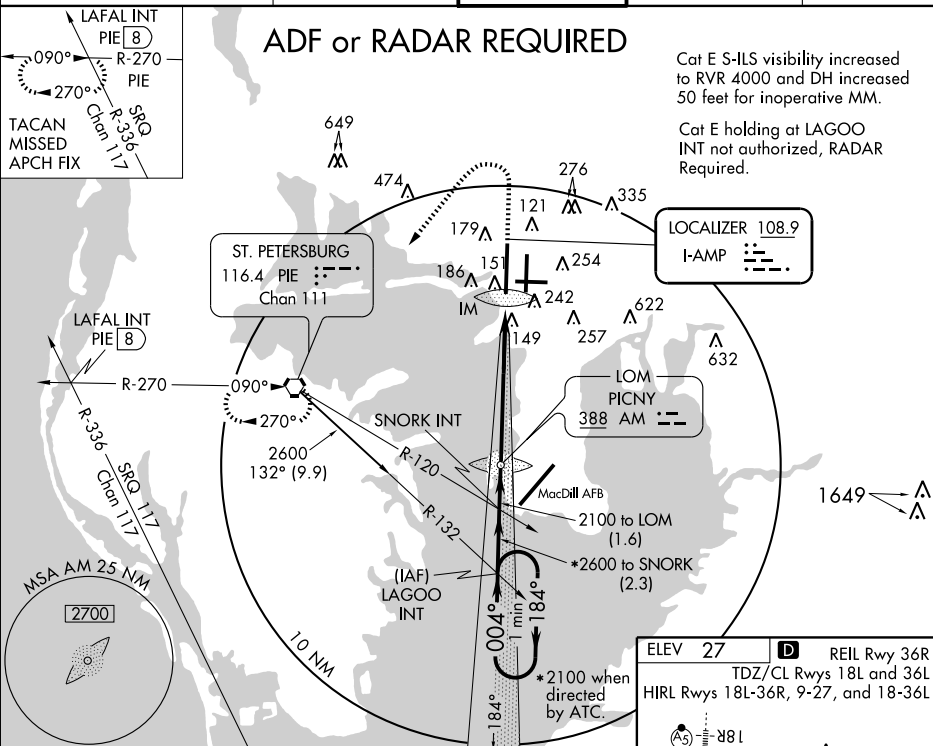 LAFAL INT
PIE 8
090°
R-270
PIE
270°
SRQ
R-336
Chan 117
TACAN
MISSED
APCH FIX
ADF or RADAR REQUIRED
Cat E S-ILS visibility increased
to RVR 4000 and DH increased
50 feet for inoperative MM.
Cat E holding at LAGOO
INT not authorized, RADAR
Required.
649
474
276
335
121
179
LOCALIZER 108.9
I-AMP
ST. PETERSBURG
116.4 PIE
Chan 111
186
151
254
IM
242
149
257
622
632
LAFAL INT
PIE 8
R-270
090°
270°
LOM
PICNY
388 AM
SNORK INT
2600
132° (9.9)
R-120
R-132
R-336
SRQ 117
Chan 117
MacDill AFB
1649
2100 to LOM
(1.6)
*2600 to SNORK
(2.3)
(IAF)
LAGOO
INT
004°
1 min
184°
MSA AM 25 NM
2700
10 NM
*2100 when
directed
by ATC.
184°
ELEV 27
D
REIL Rwy 36R
TDZ/CL Rwys 18L and 36L
HIRL Rwys 18L-36R, 9-27, and 18-36L
A5
18R